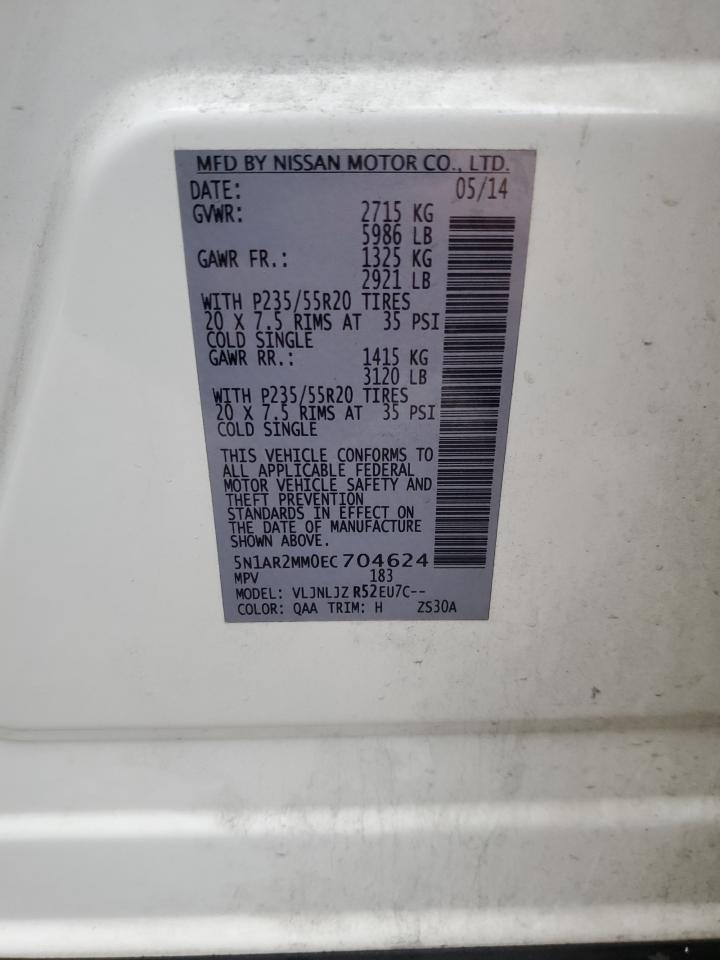 MFD BY NISSAN MOTOR CO., LTD.
DATE: 05/14
GVWR: 2715 KG
5986 LB
GAWR FR.: 1325 KG
2921 LB
WITH P235/55R20 TIRES
20 X 7.5 RIMS AT 35 PSI
COLD SINGLE
GAWR RR.: 1415 KG
3120 LB
WITH P235/55R20 TIRES
20 X 7.5 RIMS AT 35 PSI
COLD SINGLE
THIS VEHICLE CONFORMS TO
ALL APPLICABLE FEDERAL
MOTOR VEHICLE SAFETY AND
THEFT PREVENTION
STANDARDS IN EFFECT ON
THE DATE OF MANUFACTURE
SHOWN ABOVE.
5N1AR2MM0EC704624
MPV 183
MODEL: VLJNLJZ R52EU7C--
COLOR: QAA TRIM: H ZS30A